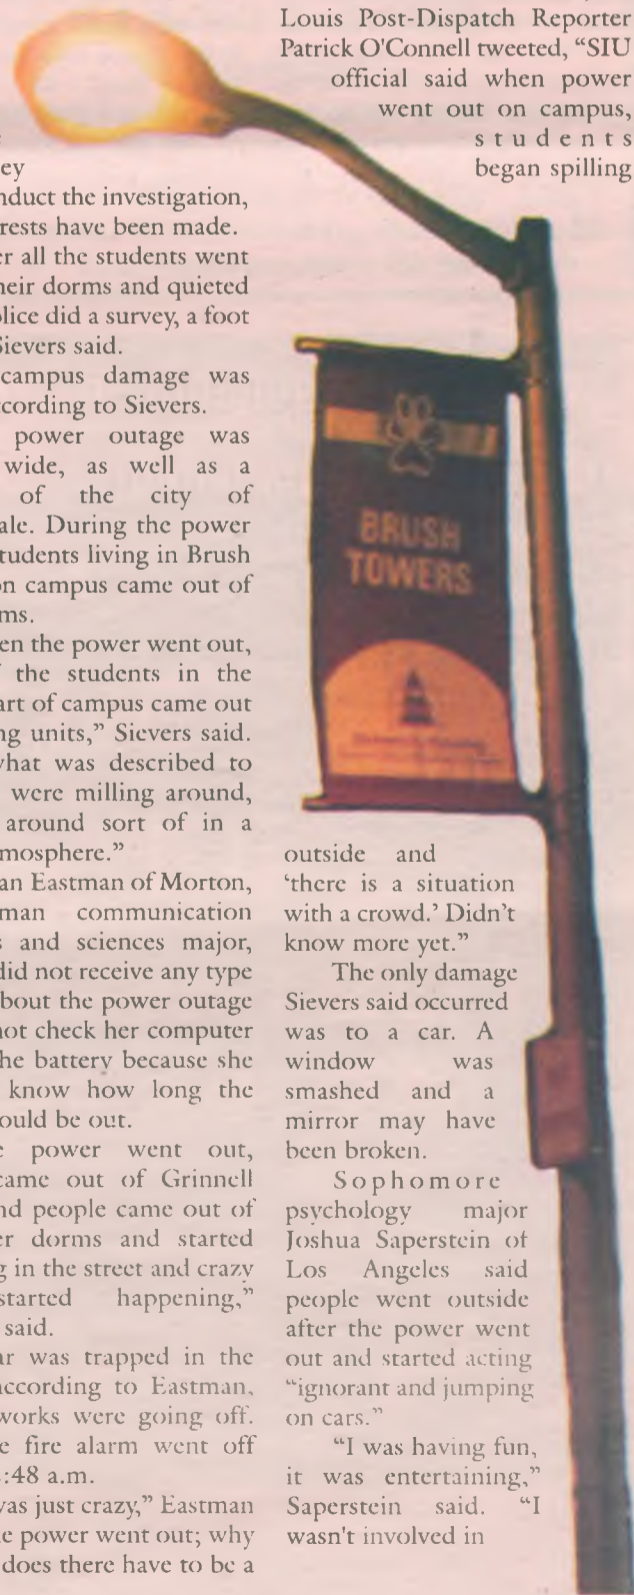 ey
nduct the investigation,
rests have been made.
er all the students went
heir dorms and quieted
lice did a survey, a foot
Sievers said.
campus damage was
ccording to Sievers.
power outage was
wide, as well as a
of the city of
ale. During the power
tudents living in Brush
on campus came out of
ms.
en the power went out,
f the students in the
art of campus came out
ng units,” Sievers said.
what was described to
were milling around,
around sort of in a
mosphere.”
an Eastman of Morton,
man communication
s and sciences major,
did not receive any type
bout the power outage
not check her computer
he battery because she
know how long the
ould be out.
e power went out,
came out of Grinnell
nd people came out of
er dorms and started
g in the street and crazy
started happening,”
said.
ar was trapped in the
according to Eastman,
works were going off.
e fire alarm went off
:48 a.m.
was just crazy,” Eastman
he power went out; why
does there have to be a
Louis Post-Dispatch Reporter
Patrick O'Connell tweeted, “SIU
official said when power
went out on campus,
students
began spilling
BRUSH
TOWERS
outside and
‘there is a situation
with a crowd.’ Didn't
know more yet.”
The only damage
Sievers said occurred
was to a car. A
window was
smashed and a
mirror may have
been broken.
Sophomore
psychology major
Joshua Saperstein of
Los Angeles said
people went outside
after the power went
out and started acting
“ignorant and jumping
on cars.”
“I was having fun,
it was entertaining,”
Saperstein said. “I
wasn't involved in